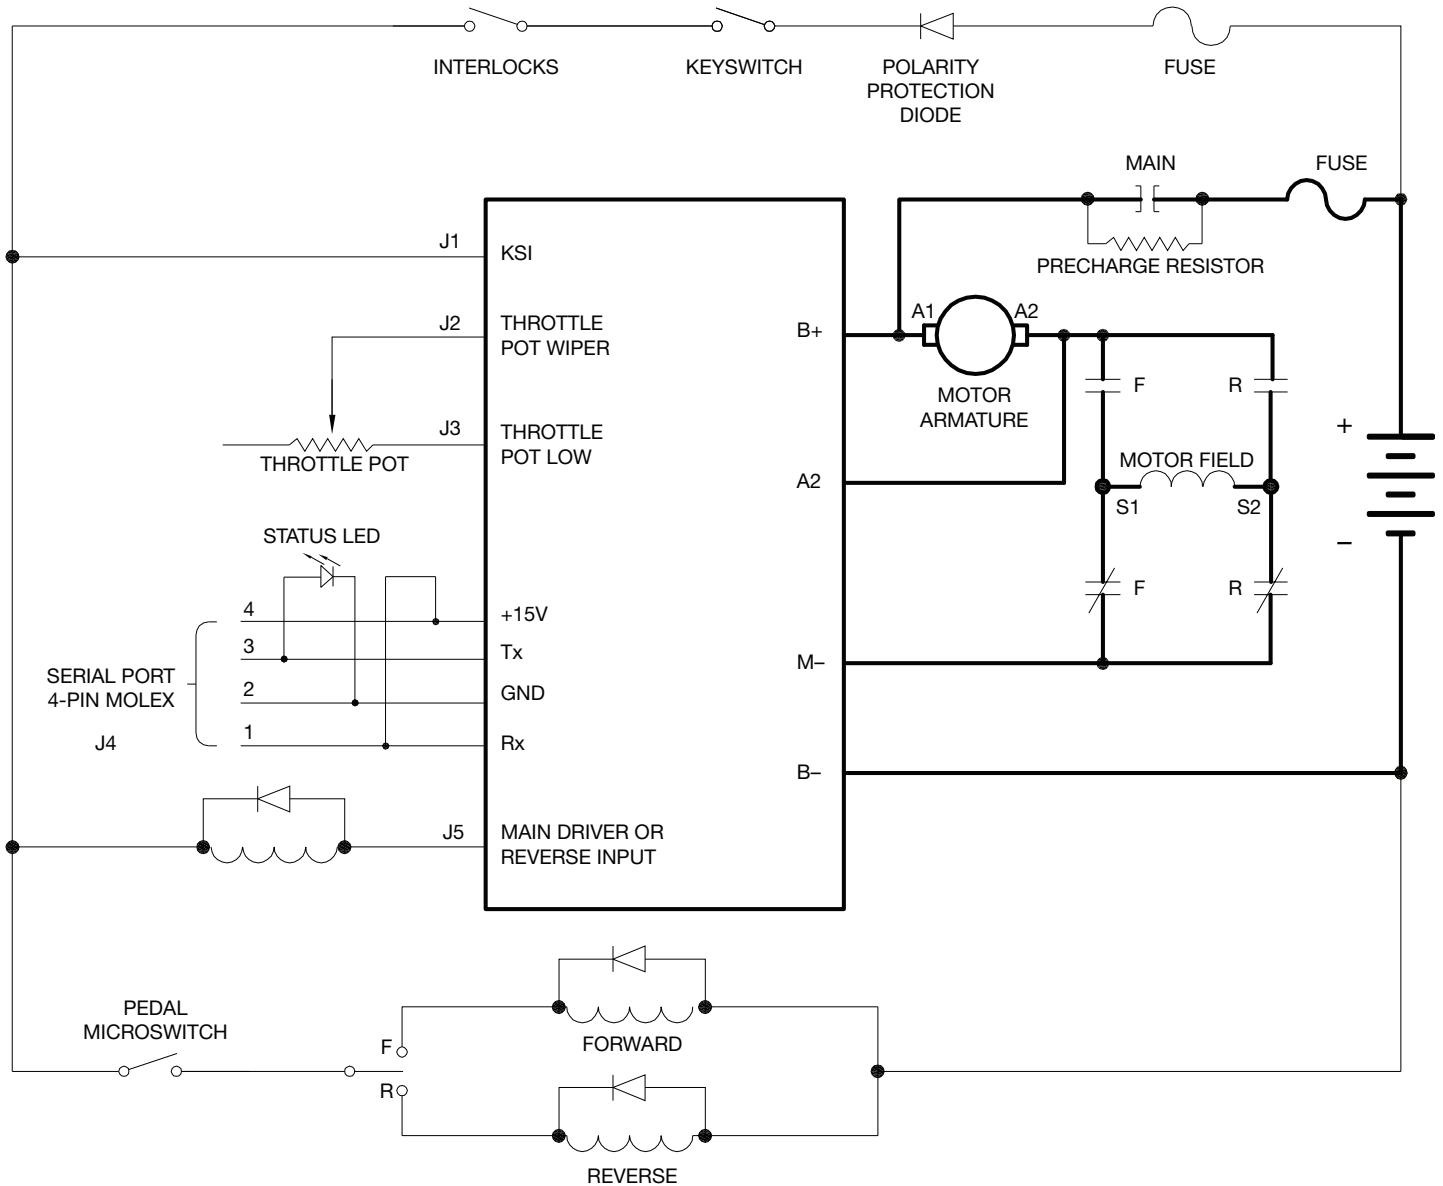 INTERLOCKS
KEYSWITCH
POLARITY
PROTECTION
DIODE
FUSE
MAIN
FUSE
PRECHARGE RESISTOR
J1
KSI
J2
THROTTLE
POT WIPER
B+
A1
A2
MOTOR
ARMATURE
F
R
J3
THROTTLE
POT LOW
THROTTLE POT
A2
MOTOR FIELD
S1
S2
+
–
STATUS LED
4
+15V
3
Tx
2
GND
1
Rx
SERIAL PORT
4-PIN MOLEX
J4
F
R
M–
B–
J5
MAIN DRIVER OR
REVERSE INPUT
PEDAL
MICROSWITCH
F
R
FORWARD
REVERSE